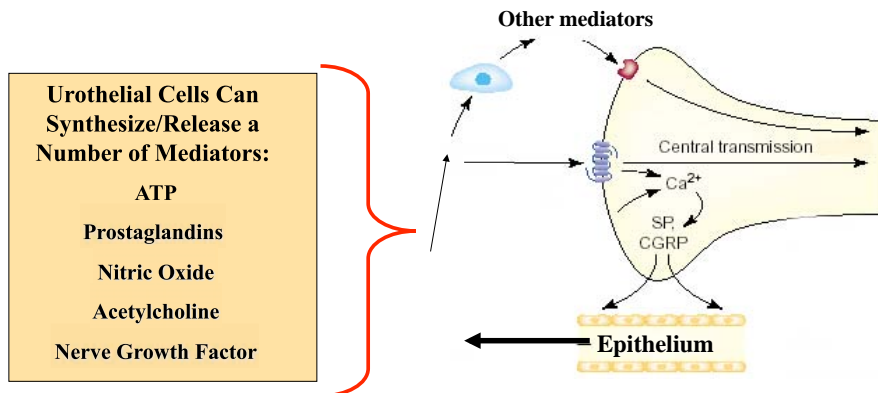 Other mediators
Urothelial Cells Can
Synthesize/Release a
Number of Mediators:
ATP
Prostaglandins
Nitric Oxide
Acetylcholine
Nerve Growth Factor
Central transmission
Ca²⁺
SP,
CGRP
Epithelium